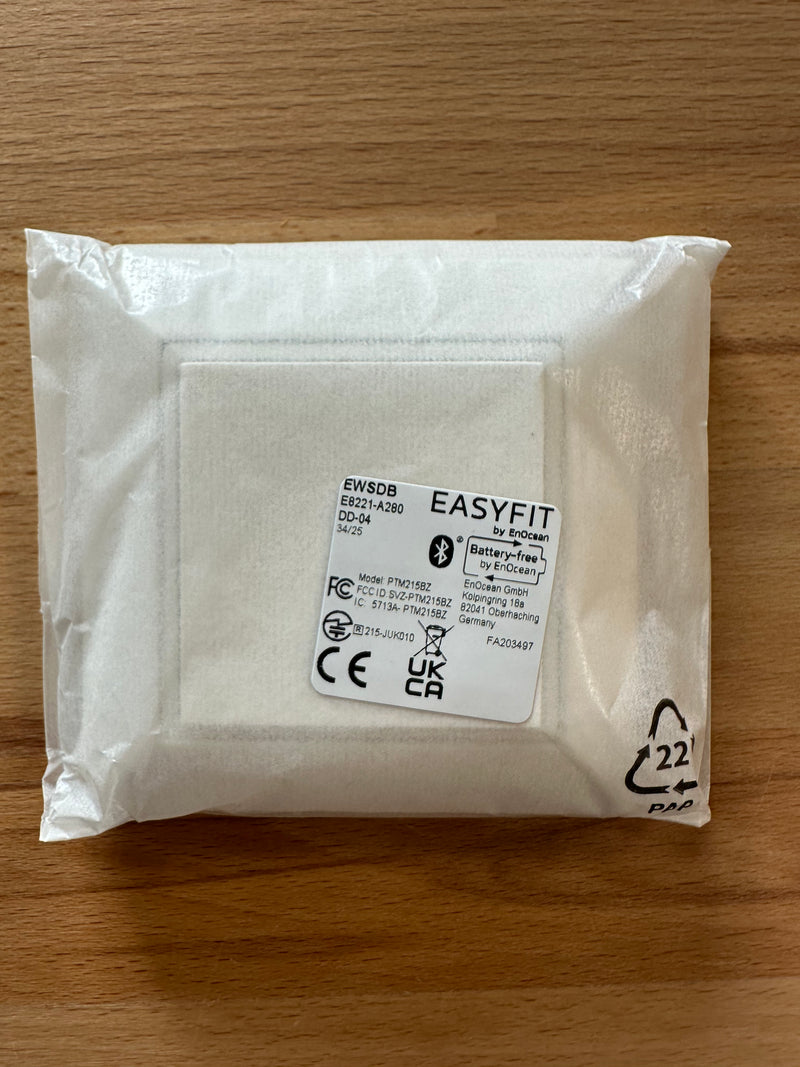 EWSDB
E8221-A280
DD-04
34/25
EASYFIT
by EnOcean
Battery-free
by EnOcean
EnOcean GmbH
Kolpingring 18a
82041 Oberhaching
Germany
FA203497
FC
Model: PTM215BZ
FCC ID:SVZ-PTM215BZ
IC: 5713A- PTM215BZ
R 215-JUK010
CE
UK
CA
22
PAP